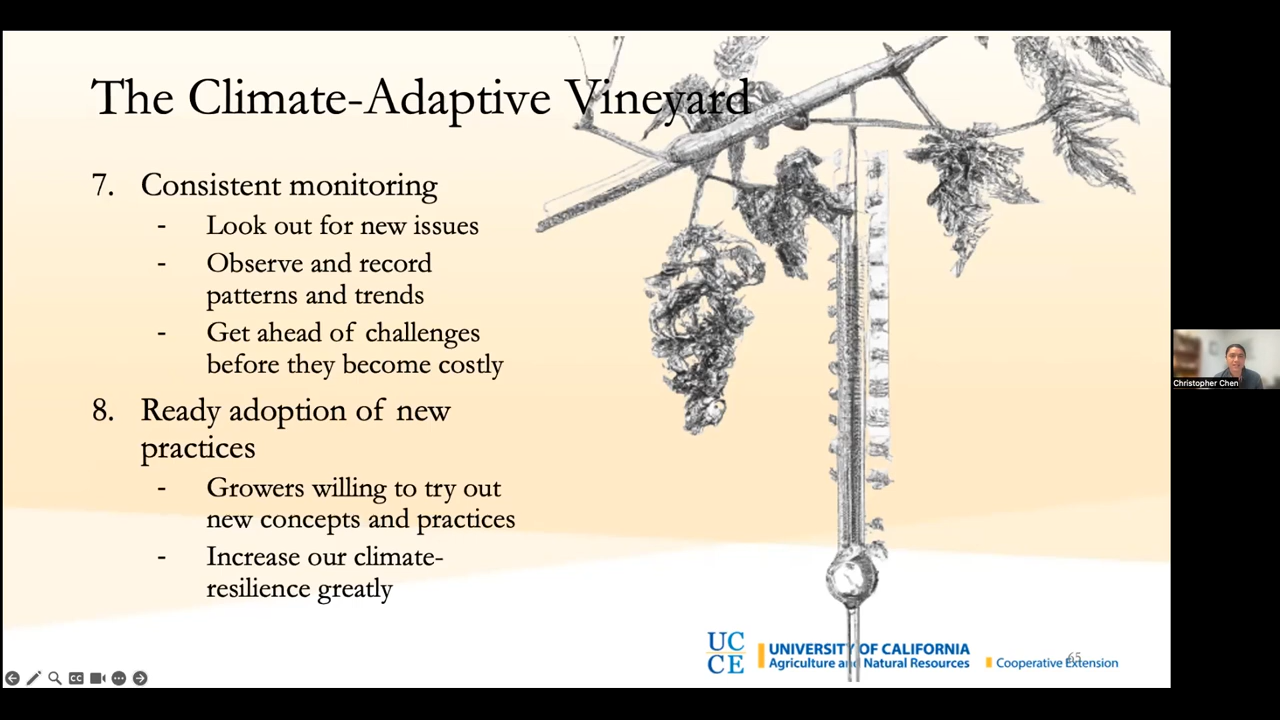 The Climate-Adaptive Vineyard
7. Consistent monitoring
- Look out for new issues
- Observe and record
patterns and trends
- Get ahead of challenges
before they become costly
8. Ready adoption of new
practices
- Growers willing to try out
new concepts and practices
- Increase our climate-
resilience greatly
Christopher Chen
UC
CE
UNIVERSITY OF CALIFORNIA
Agriculture and Natural Resources
Cooperative Extension
65
CC